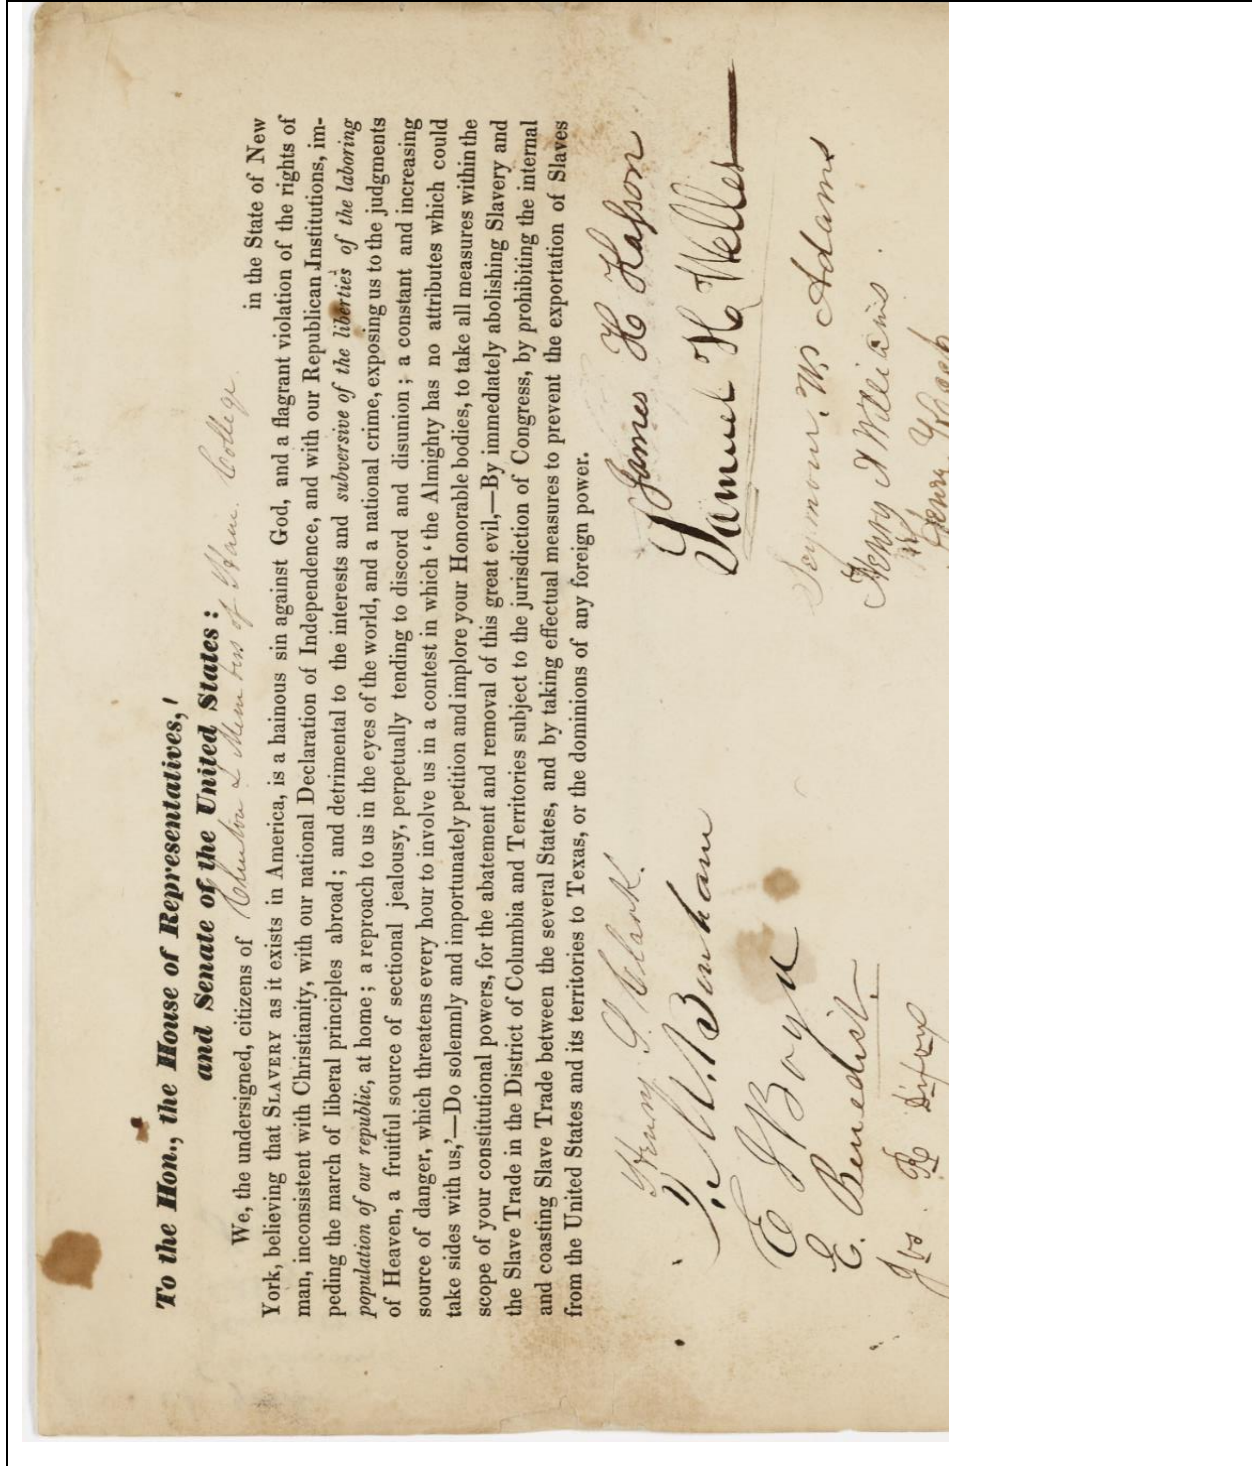 To the Hon., the House of Representatives,
and Senate of the United States:
We, the undersigned, citizens of Clinton & Members of Ham. College in the State of New
York, believing that SLAVERY as it exists in America, is a hainous sin against God, and a flagrant violation of the rights of
man, inconsistent with Christianity, with our national Declaration of Independence, and with our Republican Institutions, im-
peding the march of liberal principles abroad; and detrimental to the interests and subversive of the liberties of the laboring
population of our republic, at home; a reproach to us in the eyes of the world, and a national crime, exposing us to the judgments
of Heaven, a fruitful source of sectional jealousy, perpetually tending to discord and disunion; a constant and increasing
source of danger, which threatens every hour to involve us in a contest in which 'the Almighty has no attributes which could
take sides with us,'—Do solemnly and importunately petition and implore your Honorable bodies, to take all measures within the
scope of your constitutional powers, for the abatement and removal of this great evil,—By immediately abolishing Slavery and
the Slave Trade in the District of Columbia and Territories subject to the jurisdiction of Congress, by prohibiting the internal
and coasting Slave Trade between the several States, and by taking effectual measures to prevent the exportation of Slaves
from the United States and its territories to Texas, or the dominions of any foreign power.
Henry G. Clark. James H Hasson
Benham Samuel H Welles
E J Boyd Seymour W. Adams
E. Benedict. Henry A Williams.
Jos. R Dixon Henry